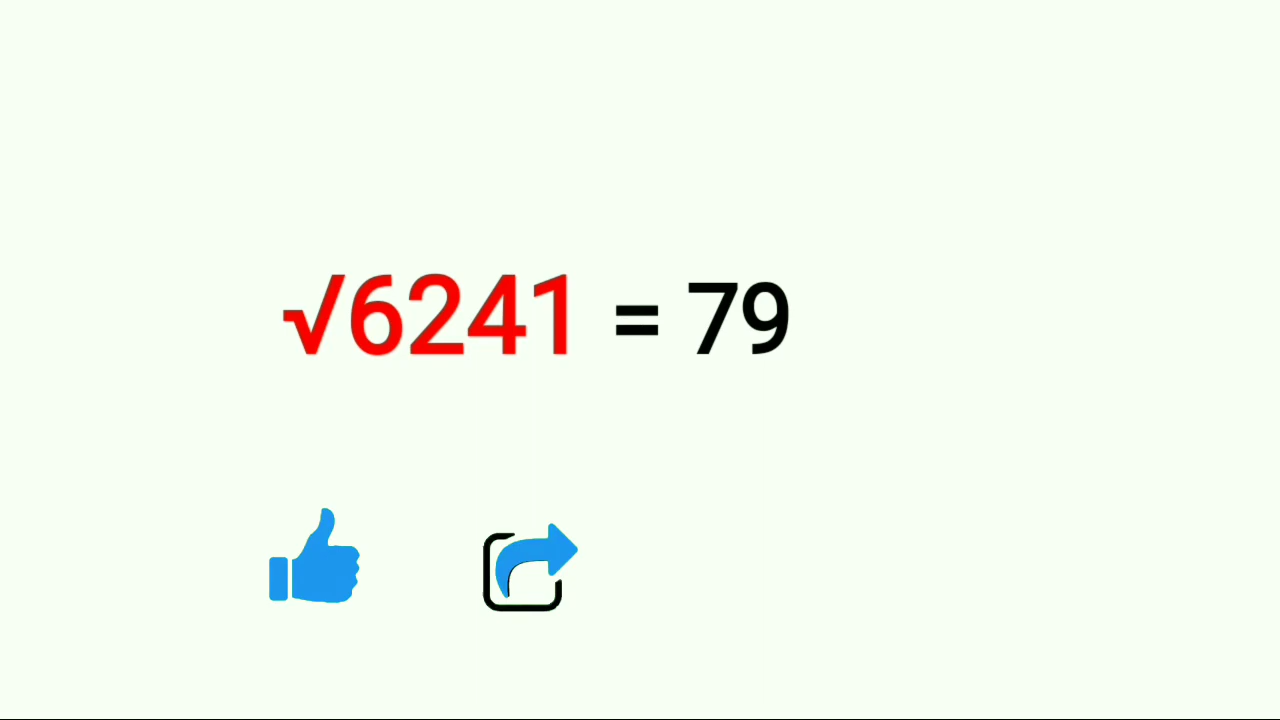 √6241 = 79